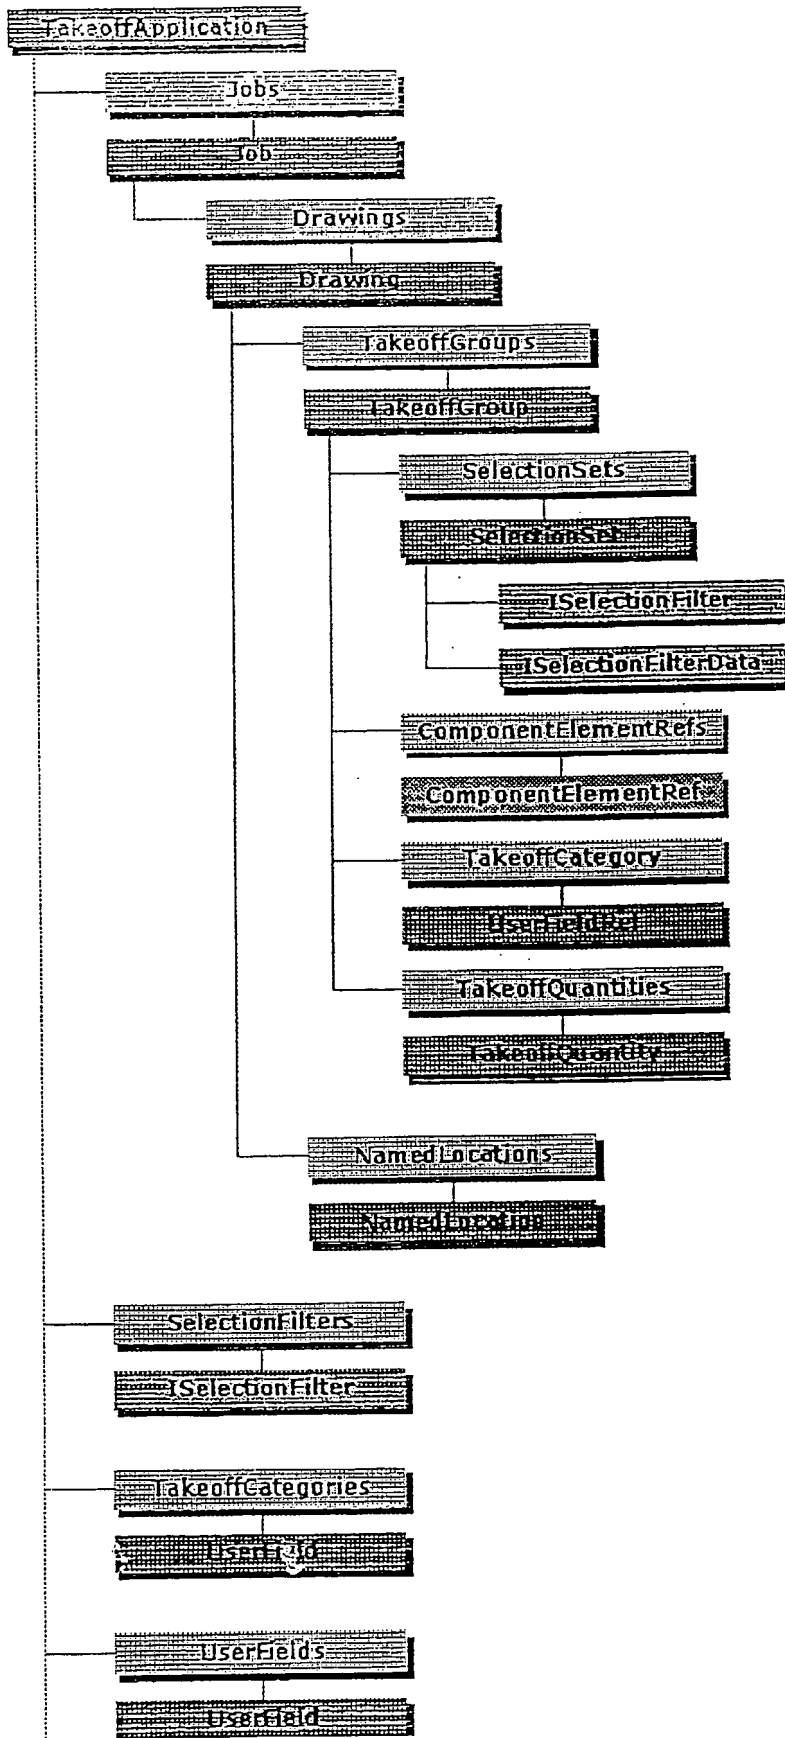 TakeoffApplication
Jobs
Job
Drawings
Drawing
TakeoffGroups
TakeoffGroup
SelectionSets
SelectionSet
ISelectionFilter
ISelectionFilterData
ComponentElementRefs
ComponentElementRef
TakeoffCategory
UserFieldRef
TakeoffQuantities
TakeoffQuantity
NamedLocations
NamedLocation
SelectionFilters
ISelectionFilter
TakeoffCategories
UserField
UserFields
UserField